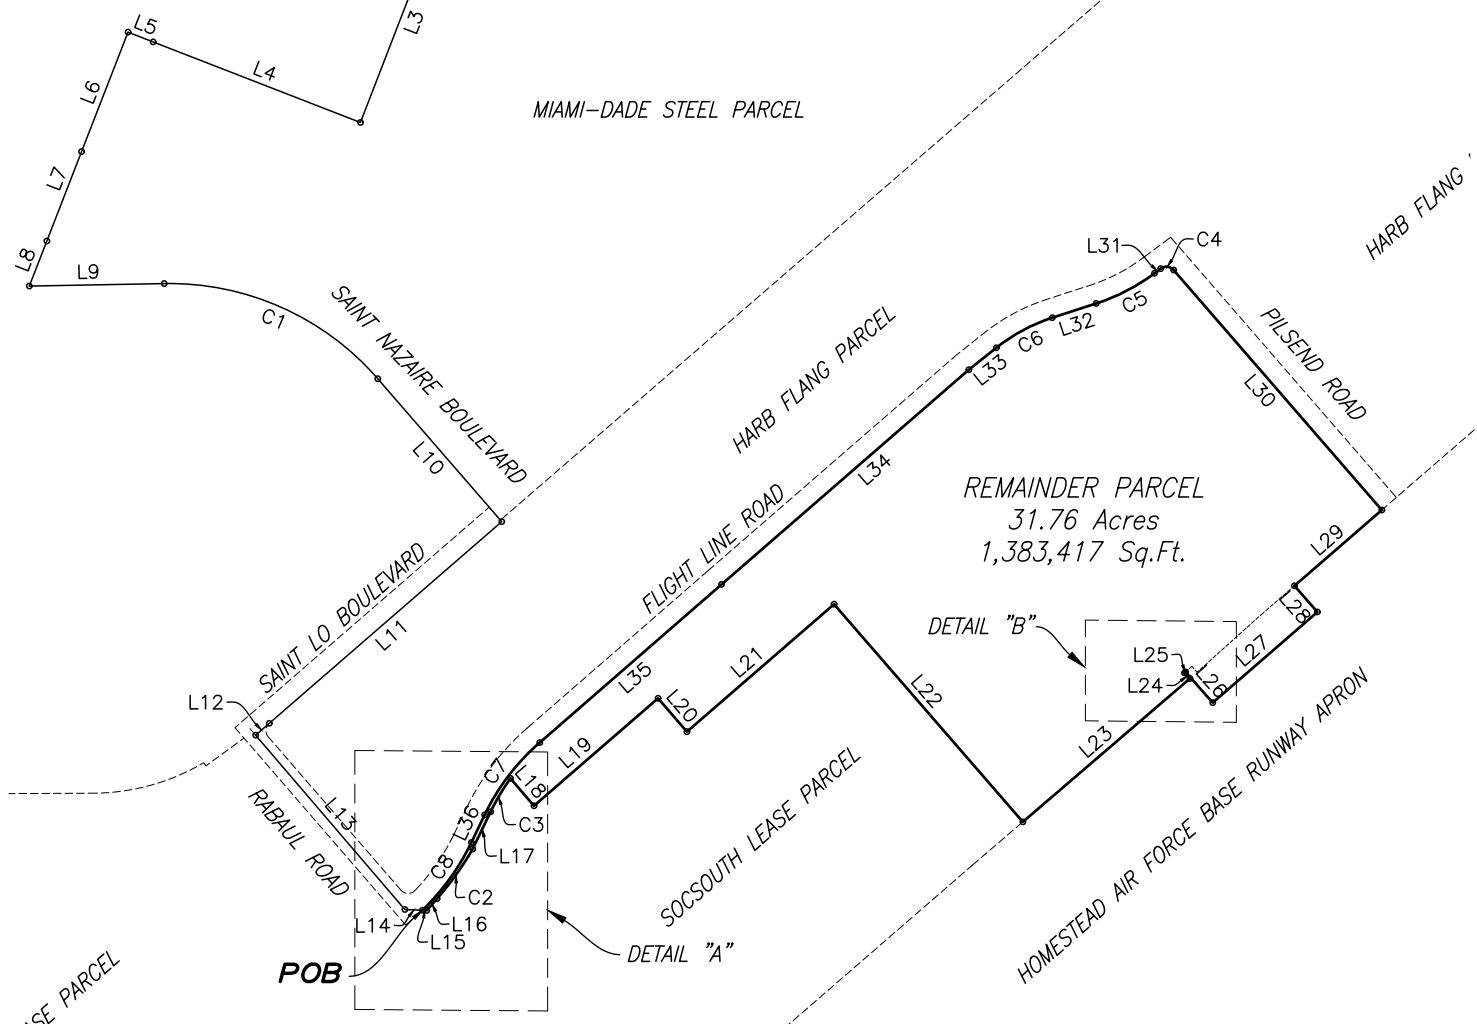 L3
L5
L4
L6
L7
L8
L9
C1
MIAMI-DADE STEEL PARCEL
HARB FLANG
SAINT NAZAIRE BOULEVARD
L10
HARB FLANG PARCEL
L31
C4
C5
L32
C6
L33
PILSEND ROAD
L30
L34
REMAINDER PARCEL
31.76 Acres
1,383,417 Sq.Ft.
L29
SAINT LO BOULEVARD
L11
FLIGHT LINE ROAD
L35
DETAIL "B"
L28
L27
L25
L24
L26
L12
L21
L20
L22
L19
L23
L13
RABAUL ROAD
C7
L18
C3
L36
L17
C8
C2
L14
L16
L15
POB
DETAIL "A"
SOCSOUTH LEASE PARCEL
HOMESTEAD AIR FORCE BASE RUNWAY APRON
SE PARCEL